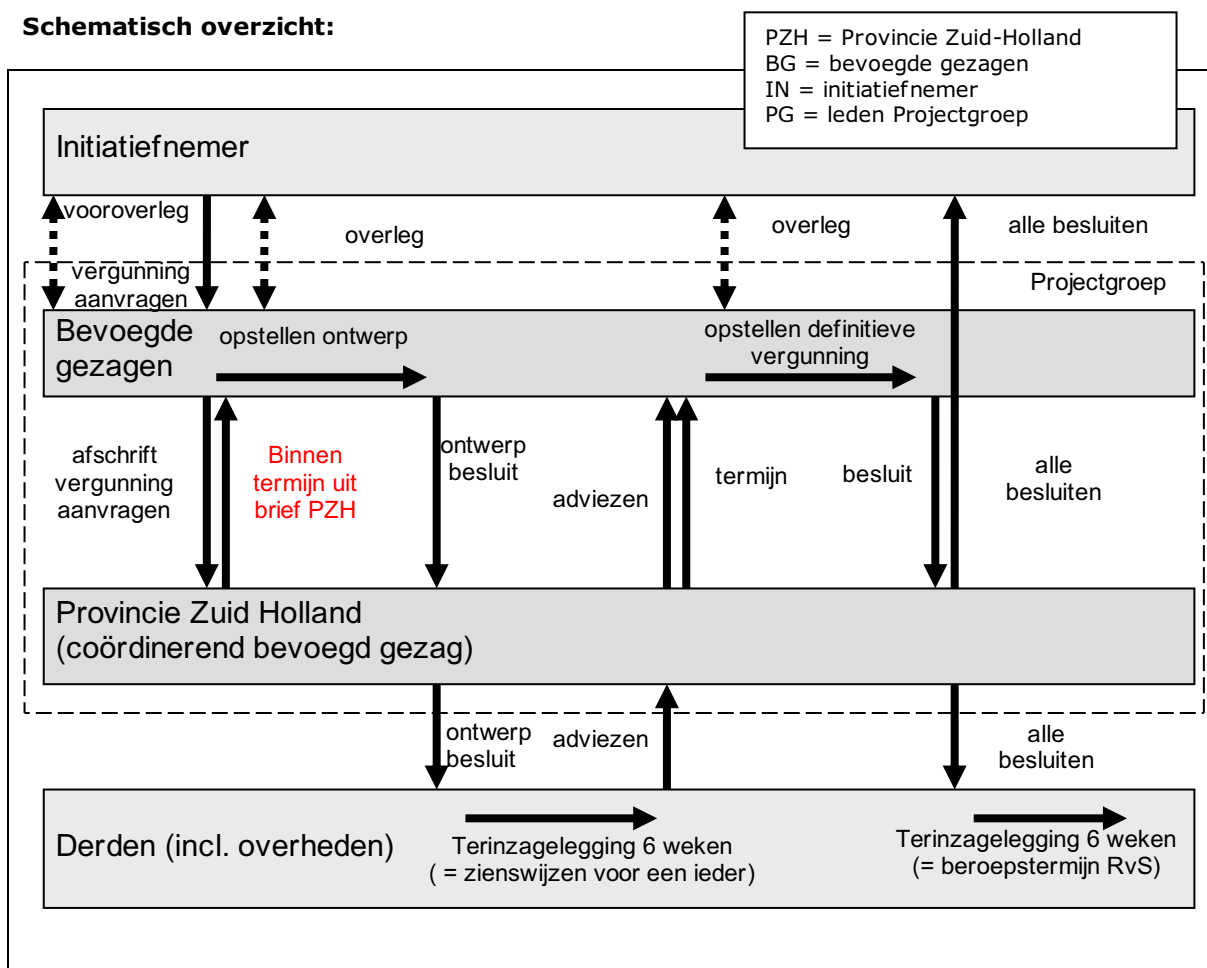 Schematisch overzicht:
PZH = Provincie Zuid-Holland
BG = bevoegde gezagen
IN = initiatiefnemer
PG = leden Projectgroep
Initiatiefnemer
vooroverleg
overleg
overleg
alle besluiten
vergunning
aanvragen
Projectgroep
Bevoegde
gezagen
opstellen ontwerp
opstellen definitieve
vergunning
afschrift
vergunning
aanvragen
Binnen
termijn uit
brief PZH
ontwerp
besluit
adviezen
termijn
besluit
alle
besluiten
Provincie Zuid Holland
(coördinerend bevoegd gezag)
ontwerp
besluit
adviezen
alle
besluiten
Derden (incl. overheden)
Terinzagelegging 6 weken
( = zienswijzen voor een ieder)
Terinzagelegging 6 weken
(= beroepstermijn RvS)